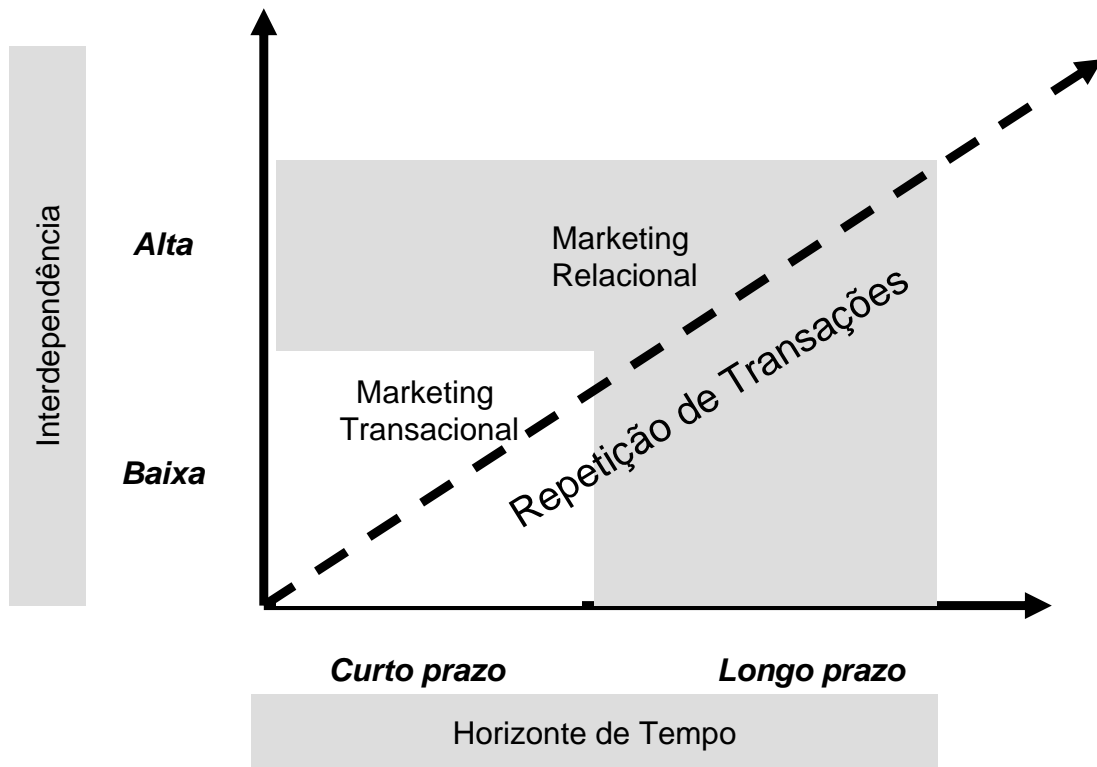 Interdependência
Alta
Baixa
Marketing
Relacional
Marketing
Transacional
Repetição de Transações
Curto prazo
Longo prazo
Horizonte de Tempo